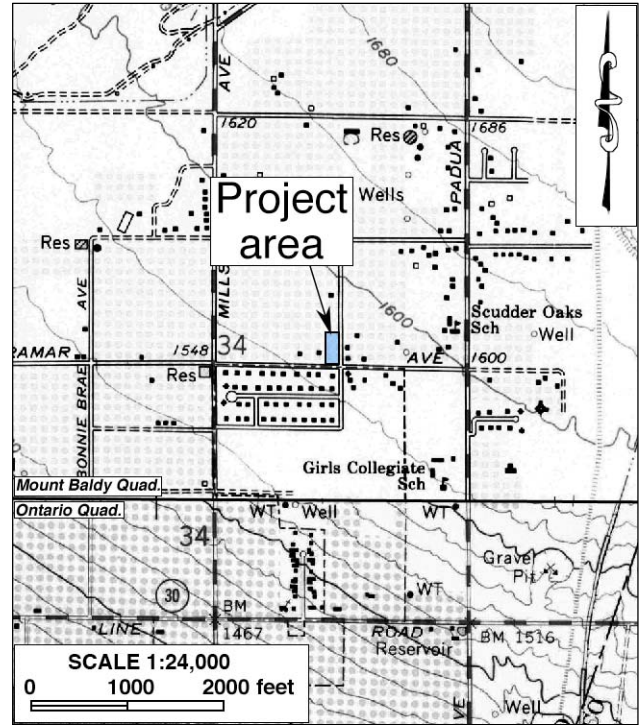 AVE
1680
1620
Res
1686
Wells
PADUA
Project
area
Res
MILLS
AVE
1600
Scudder Oaks
Sch
Well
34
RAMAR
1548
AVE
1600
Res
BONNIE BRAE
Girls Collegiate
Sch
Mount Baldy Quad.
Ontario Quad.
WT
Well
WT
34
Gravel
Pit
30
WT
BM
1467
LINE
ROAD
BM 1516
Reservoir
SCALE 1:24,000
0 1000 2000 feet
VE
Well